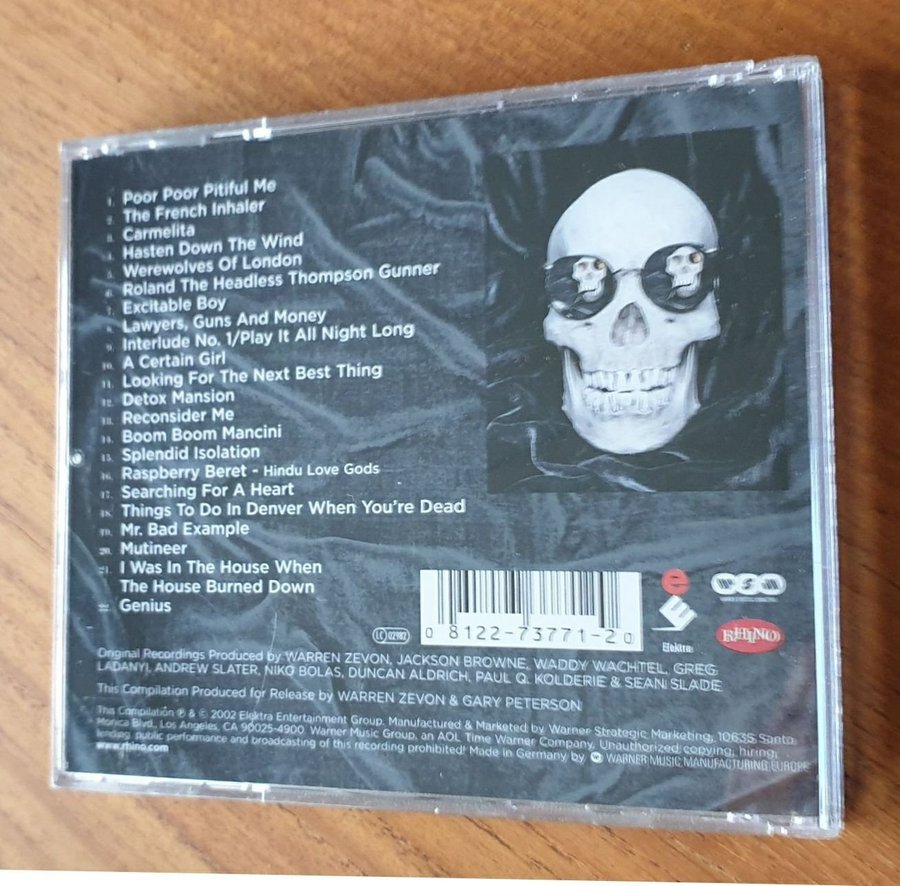 1. Poor Poor Pitiful Me
2. The French Inhaler
3. Carmelita
4. Hasten Down The Wind
5. Werewolves Of London
6. Roland The Headless Thompson Gunner
7. Excitable Boy
8. Lawyers, Guns And Money
9. Interlude No. 1/Play It All Night Long
10. A Certain Girl
11. Looking For The Next Best Thing
12. Detox Mansion
13. Reconsider Me
14. Boom Boom Mancini
15. Splendid Isolation
16. Raspberry Beret - Hindu Love Gods
17. Searching For A Heart
18. Things To Do In Denver When You're Dead
19. Mr. Bad Example
20. Mutineer
21. I Was In The House When
The House Burned Down
22. Genius
LC 02982
0 8122-73771-2 0
Elektra
WSM
RHINO
Original Recordings Produced by WARREN ZEVON, JACKSON BROWNE, WADDY WACHTEL, GREG
LADANYI, ANDREW SLATER, NIKO BOLAS, DUNCAN ALDRICH, PAUL Q. KOLDERIE & SEAN SLADE
This Compilation Produced for Release by WARREN ZEVON & GARY PETERSON
This Compilation ℗ & © 2002 Elektra Entertainment Group. Manufactured & Marketed by Warner Strategic Marketing, 10635 Santa
Monica Blvd., Los Angeles, CA 90025-4900. Warner Music Group, an AOL Time Warner Company. Unauthorized copying, hiring,
lending, public performance and broadcasting of this recording prohibited! Made in Germany by WARNER MUSIC MANUFACTURING EUROPE
www.rhino.com